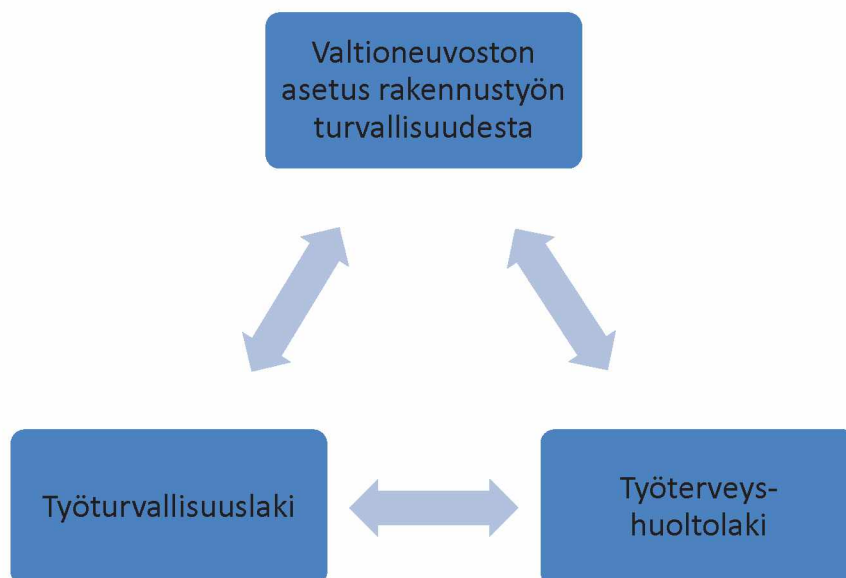 Valtioneuvoston
asetus rakennustyön
turvallisuudesta
Työturvallisuuslaki
Työterveys-
huoltolaki